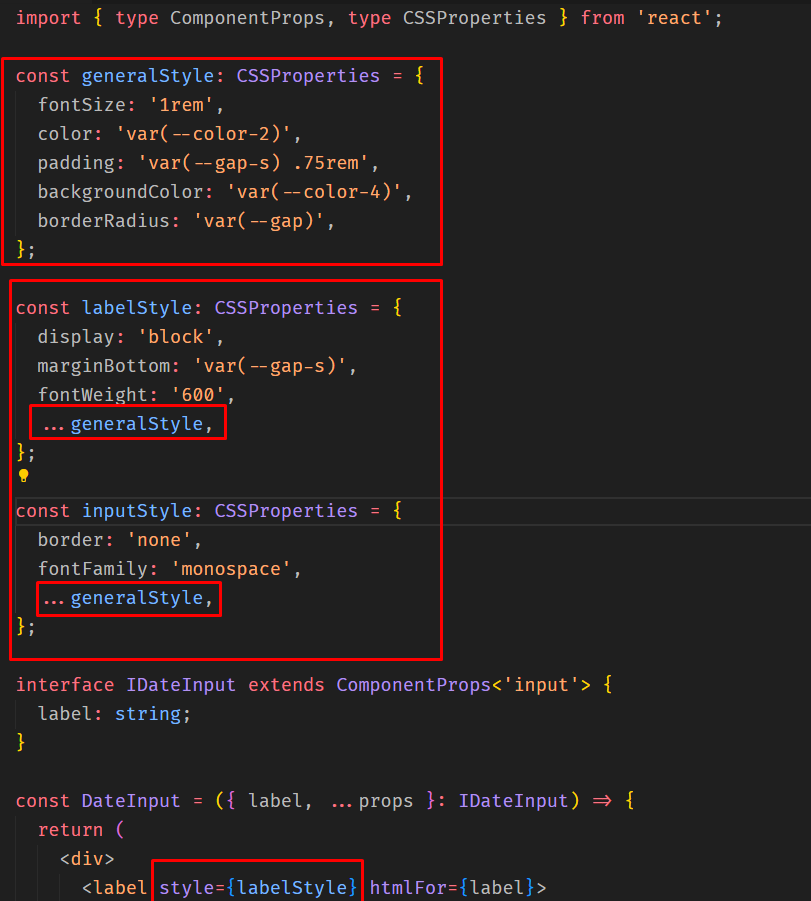 import { type ComponentProps, type CSSProperties } from 'react';
const generalStyle: CSSProperties = {
fontSize: '1rem',
color: 'var(--color-2)',
padding: 'var(--gap-s) .75rem',
backgroundColor: 'var(--color-4)',
borderRadius: 'var(--gap)',
};
const labelStyle: CSSProperties = {
display: 'block',
marginBottom: 'var(--gap-s)',
fontWeight: '600',
...generalStyle,
};
const inputStyle: CSSProperties = {
border: 'none',
fontFamily: 'monospace',
...generalStyle,
};
interface IDateInput extends ComponentProps<'input'> {
label: string;
}
const DateInput = ({ label, ...props }: IDateInput) => {
return (
<div>
<label style={labelStyle} htmlFor={label}>